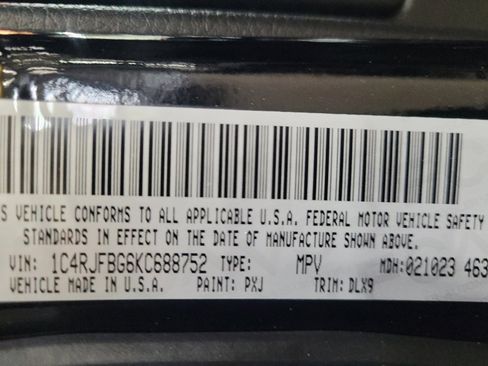 S VEHICLE CONFORMS TO ALL APPLICABLE U.S.A. FEDERAL MOTOR VEHICLE SAFETY
STANDARDS IN EFFECT ON THE DATE OF MANUFACTURE SHOWN ABOVE.
VIN: 1C4RJFBG6KC688752 TYPE: MPV MDH:021023 463
VEHICLE MADE IN U.S.A. PAINT: PXJ TRIM: DLX9